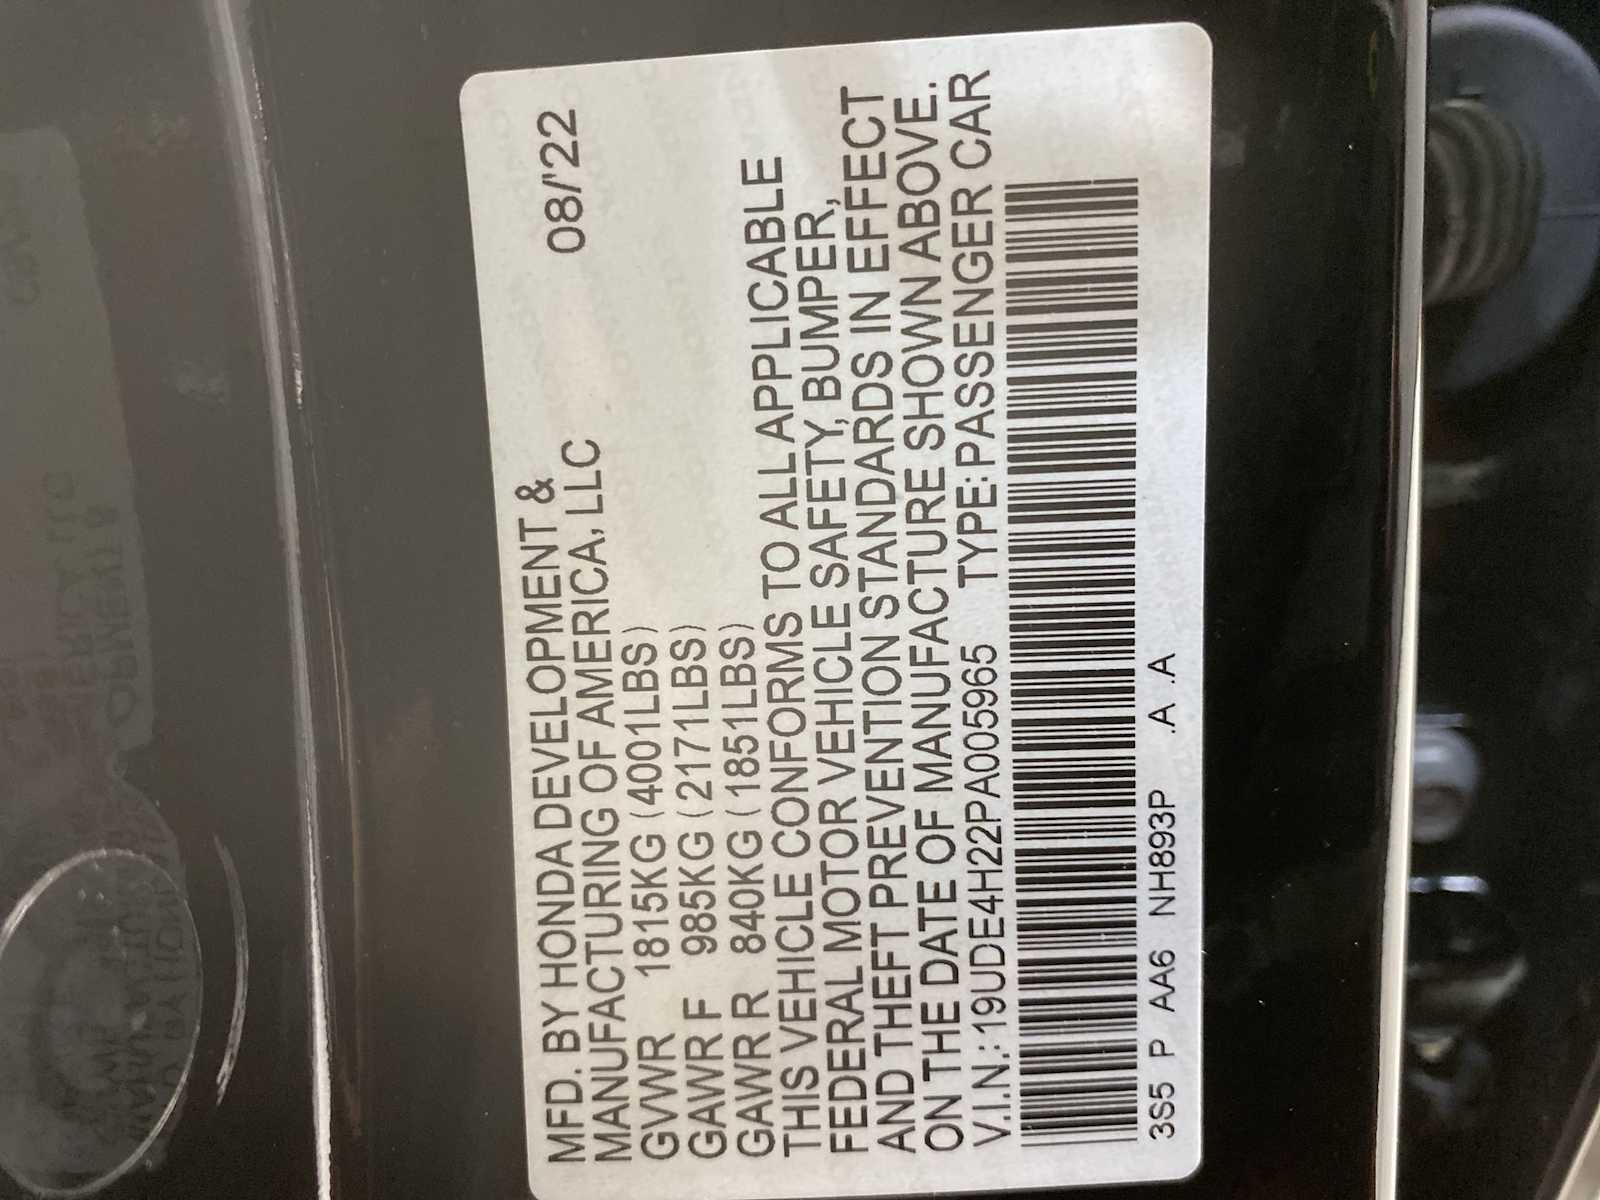 MFD. BY HONDA DEVELOPMENT &
MANUFACTURING OF AMERICA, LLC 08/'22
GVWR 1815KG (4001LBS)
GAWR F 985KG (2171LBS)
GAWR R 840KG (1851LBS)
THIS VEHICLE CONFORMS TO ALL APPLICABLE
FEDERAL MOTOR VEHICLE SAFETY, BUMPER,
AND THEFT PREVENTION STANDARDS IN EFFECT
ON THE DATE OF MANUFACTURE SHOWN ABOVE.
V.I.N.: 19UDE4H22PA005965 TYPE: PASSENGER CAR
3S5 P AA6 NH893P .A .A